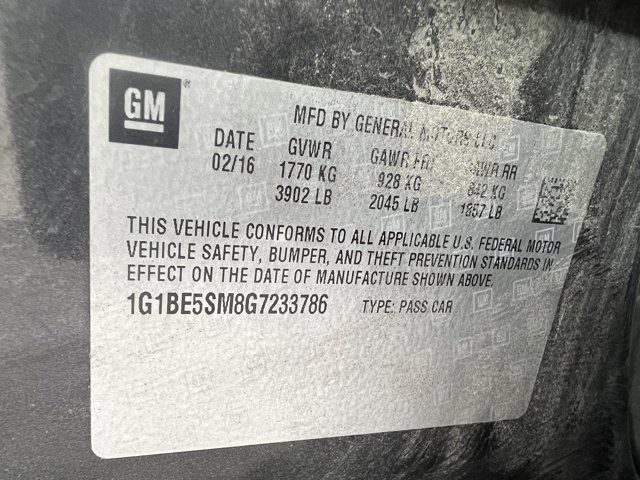 GM ®
MFD BY GENERAL MOTORS LLC
DATE GVWR GAWR FRT GAWR RR
02/16 1770 KG 928 KG 842 KG
3902 LB 2045 LB 1857 LB
THIS VEHICLE CONFORMS TO ALL APPLICABLE U.S. FEDERAL MOTOR
VEHICLE SAFETY, BUMPER, AND THEFT PREVENTION STANDARDS IN
EFFECT ON THE DATE OF MANUFACTURE SHOWN ABOVE.
1G1BE5SM8G7233786 TYPE: PASS CAR